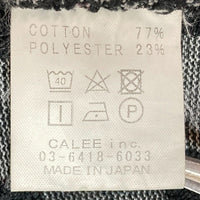 COTTON 77%
POLYESTER 23%
40
P
CALEE inc.
03-6418-6033
MADE IN JAPAN